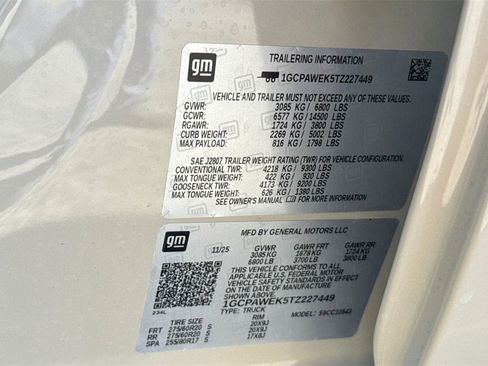 gm
TRAILERING INFORMATION
1GCPAWEK5TZ227449
VEHICLE AND TRAILER MUST NOT EXCEED ANY OF THESE RATINGS
GVWR: 3085 KG / 6800 LBS
GCWR: 6577 KG / 14500 LBS
RGAWR: 1724 KG / 3800 LBS
CURB WEIGHT: 2269 KG / 5002 LBS
MAX PAYLOAD: 816 KG / 1798 LBS
SAE J2807 TRAILER WEIGHT RATING (TWR) FOR VEHICLE CONFIGURATION.
CONVENTIONAL TWR: 4218 KG / 9300 LBS
MAX TONGUE WEIGHT: 422 KG / 930 LBS
GOOSENECK TWR: 4173 KG / 9200 LBS
MAX TONGUE WEIGHT: 626 KG / 1380 LBS
SEE OWNER'S MANUAL FOR MORE INFORMATION
gm
MFD BY GENERAL MOTORS LLC
11/25 GVWR GAWR FRT GAWR RR
3085KG 1678KG 1724 KG
6800 LB 3700 LB 3800 LB
THIS VEHICLE CONFORMS TO ALL
APPLICABLE U.S. FEDERAL MOTOR
VEHICLE SAFETY STANDARDS IN
EFFECT ON THE DATE OF
MANUFACTURE SHOWN ABOVE.
1GCPAWEK5TZ227449
TYPE: TRUCK MODEL:
234L
TIRE SIZE RIM
FRT 275/60R20 S 20X9J
RR 275/60R20 S 20X9J
SPA 255/80R17 S 17X8J